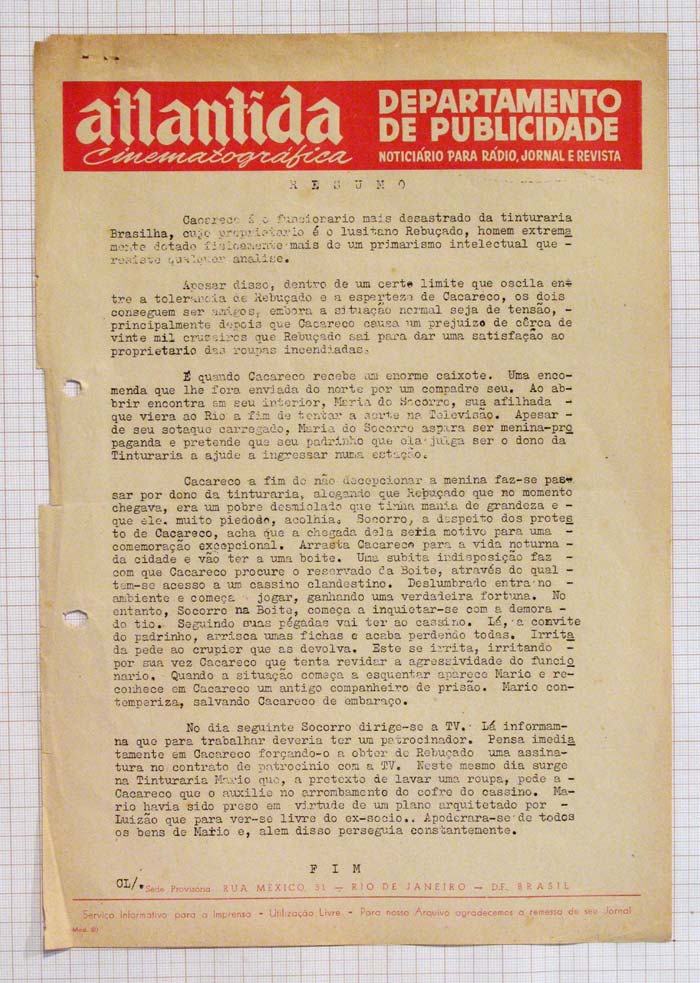 atlantida
cinematográfica
DEPARTAMENTO
DE PUBLICIDADE
NOTICIÁRIO PARA RÁDIO, JORNAL E REVISTA
R E S U M O
Cacareco é o funcionario mais desastrado da tinturaria
Brasilha, cujo proprietario é o lusitano Rebuçado, homem extrema
mente dotado fisicamente mais de um primarismo intelectual que -
resiste qualquer analise.
Apesar disso, dentro de um certo limite que oscila en-
tre a tolerancia de Rebuçado e a esperteza de Cacareco, os dois
conseguem ser amigos, embora a situação normal seja de tensão, -
principalmente depois que Cacareco causa um prejuizo de cêrca de
vinte mil cruzeiros que Rebuçado sai para dar uma satisfação ao
proprietario das roupas incendiadas.
É quando Cacareco recebe um enorme caixote. Uma enco-
menda que lhe fora enviada do norte por um compadre seu. Ao ab-
brir encontra em seu interior, Maria do Socorro, sua afilhada -
que viera ao Rio a fim de tentar a sorte na Televisão. Apesar -
de seu sotaque carregado, Maria do Socorro aspara ser menina-pro
paganda e pretende que seu padrinho que ela julga ser o dono da
Tinturaria a ajude a ingressar numa estação.
Cacareco a fim de não decepcionar a menina faz-se pas-
sar por dono da tinturaria, alegando que Rebuçado que no momento
chegava, era um pobre desmiolado que tinha mania de grandeza e -
que ele. muito piedodo, acolhia. Socorro, a despeito dos protes
to de Cacareco, acha que a chegada dela seria motivo para uma -
comemoração excepcional. Arrasta Cacareco para a vida noturna -
da cidade e vão ter a uma boite. Uma subita indisposição faz -
com que Cacareco procure o reservado da Boite, através do qual -
tem-se acesso a um cassino clandestino. Deslumbrado entra no -
ambiente e começa a jogar, ganhando uma verdadeira fortuna. No
entanto, Socorro na Boite, começa a inquietar-se com a demora -
do tio. Seguindo suas pégadas vai ter ao cassino. Lá, a convite
do padrinho, arrisca umas fichas e acaba perdendo todas. Irrita
da pede ao crupier que as devolva. Este se irrita, irritando -
por sua vez Cacareco que tenta revidar a agressividade do funcio
nario. Quando a situação começa a esquentar aparece Mario e re-
conhece em Cacareco um antigo companheiro de prisão. Mario con-
temperiza, salvando Cacareco de embaraço.
No dia seguinte Socorro dirige-se a TV. Lá informam-
na que para trabalhar deveria ter um patrocinador. Pensa imedia
tamente em Cacareco forçando-o a obter de Rebuçado uma assina-
tura no contrato de patrocinio com a TV. Neste mesmo dia surge
na Tinturaria Mario que, a pretexto de lavar uma roupa, pede a -
Cacareco que o auxilie no arrombamento do cofre do cassino. Ma-
rio havia sido preso em virtude de um plano arquitetado por -
Luizão que para ver-se livre do ex-socio.. Apoderara-se de todos
os bens de Mario e, alem disso perseguia constantemente.
F I M
CL/.
Sede Provisória RUA MÉXICO, 31 — RIO DE JANEIRO — D.F. BRASIL
Serviço Informativo para a Imprensa - Utilização Livre - Para nosso Arquivo agradecemos a remessa de seu Jornal